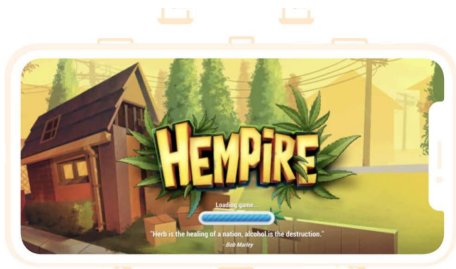 HEMPIRE
Loading game...
"Herb is the healing of a nation, alcohol is the destruction."
- Bob Marley